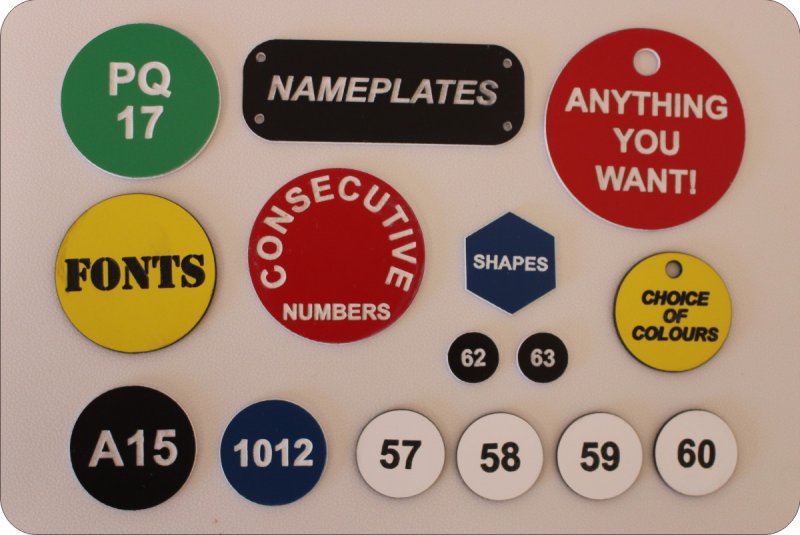 PQ
17
NAMEPLATES
ANYTHING
YOU
WANT!
FONTS
CONSECUTIVE
NUMBERS
SHAPES
CHOICE
OF
COLOURS
62
63
A15
1012
57
58
59
60